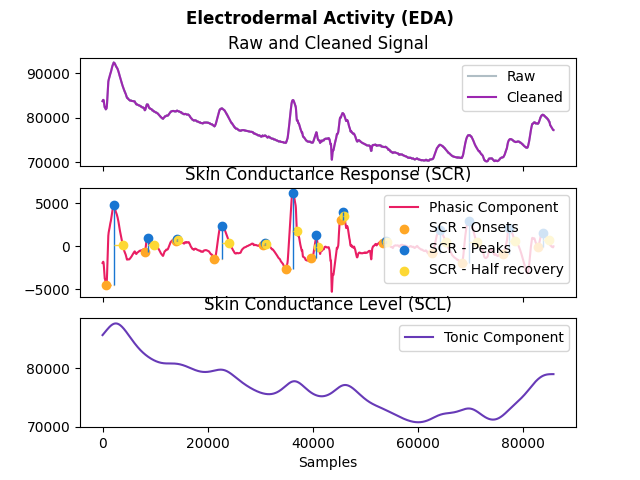 Electrodermal Activity (EDA)
Raw and Cleaned Signal
90000
80000
70000
Raw
Cleaned
Skin Conductance Response (SCR)
5000
0
−5000
Phasic Component
SCR - Onsets
SCR - Peaks
SCR - Half recovery
Skin Conductance Level (SCL)
80000
70000
Tonic Component
0 20000 40000 60000 80000
Samples